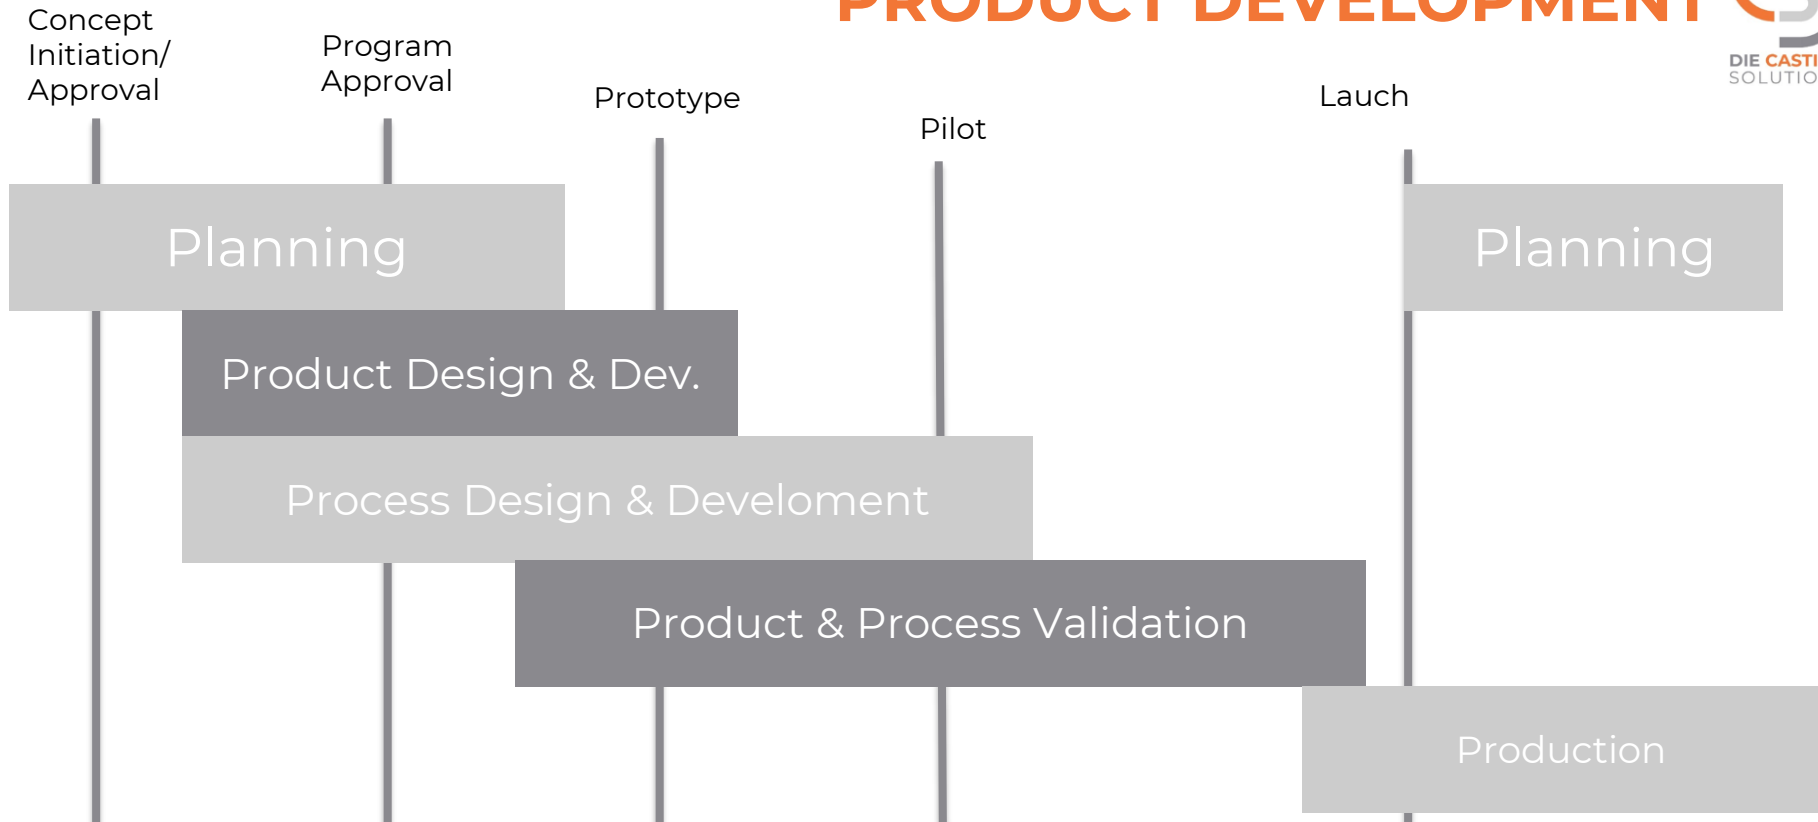 PRODUCT DEVELOPMENT
DIE CASTI
SOLUTIO
Concept
Initiation/
Approval
Program
Approval
Prototype
Pilot
Lauch
Planning
Planning
Product Design & Dev.
Process Design & Develoment
Product & Process Validation
Production